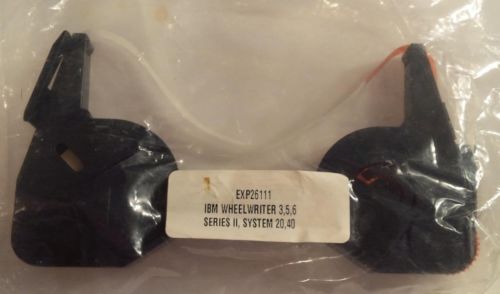 EXP26111
IBM WHEELWRITER 3,5,6
SERIES II, SYSTEM 20,40